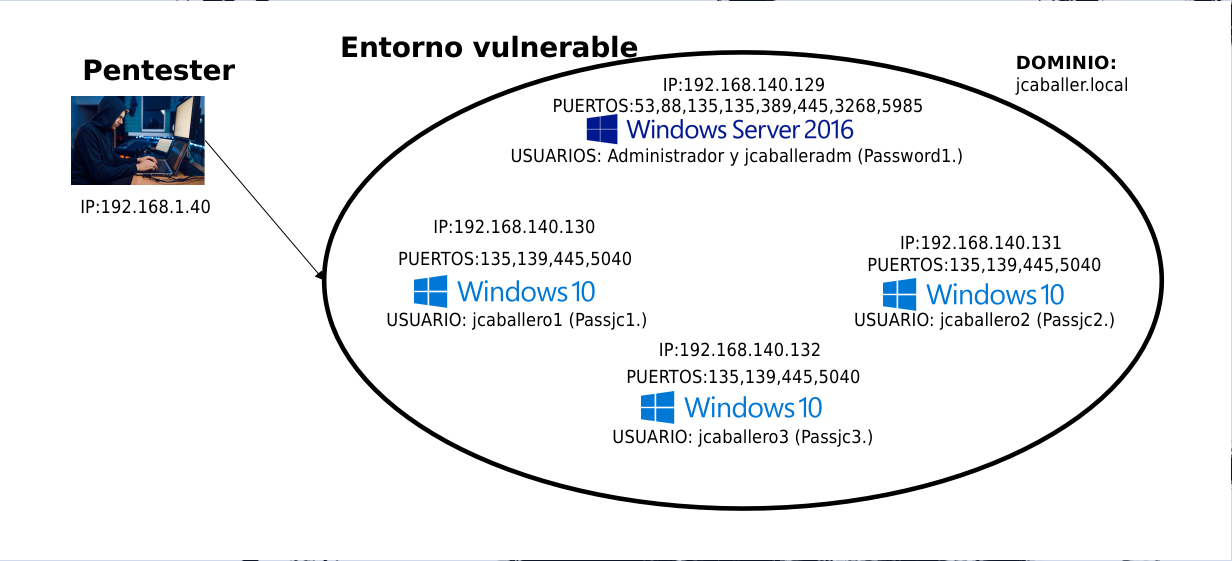 Entorno vulnerable
Pentester
IP:192.168.1.40
DOMINIO:
jcaballer.local
IP:192.168.140.129
PUERTOS:53,88,135,135,389,445,3268,5985
Windows Server 2016
USUARIOS: Administrador y jcaballeradm (Password1.)
IP:192.168.140.130
PUERTOS:135,139,445,5040
Windows 10
USUARIO: jcaballero1 (Passjc1.)
IP:192.168.140.131
PUERTOS:135,139,445,5040
Windows 10
USUARIO: jcaballero2 (Passjc2.)
IP:192.168.140.132
PUERTOS:135,139,445,5040
Windows 10
USUARIO: jcaballero3 (Passjc3.)